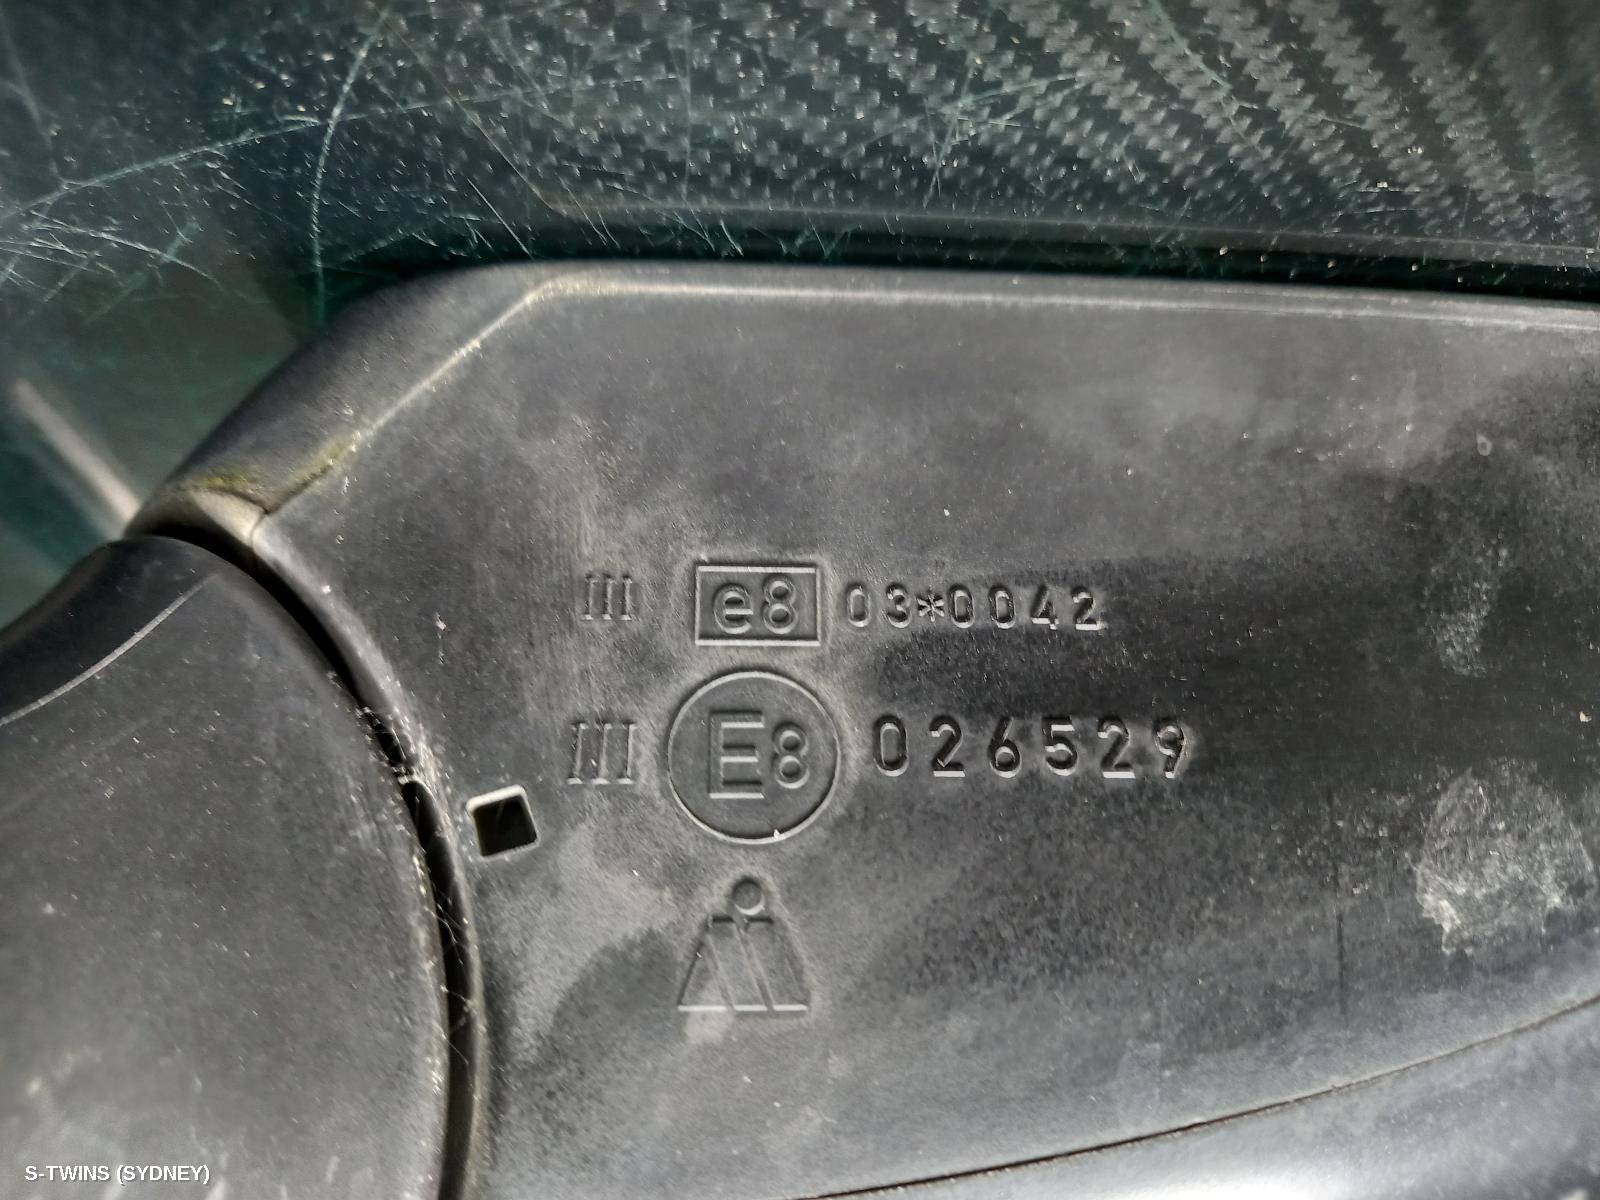 III e8 03*0042
III E8 026529
S-TWINS (SYDNEY)